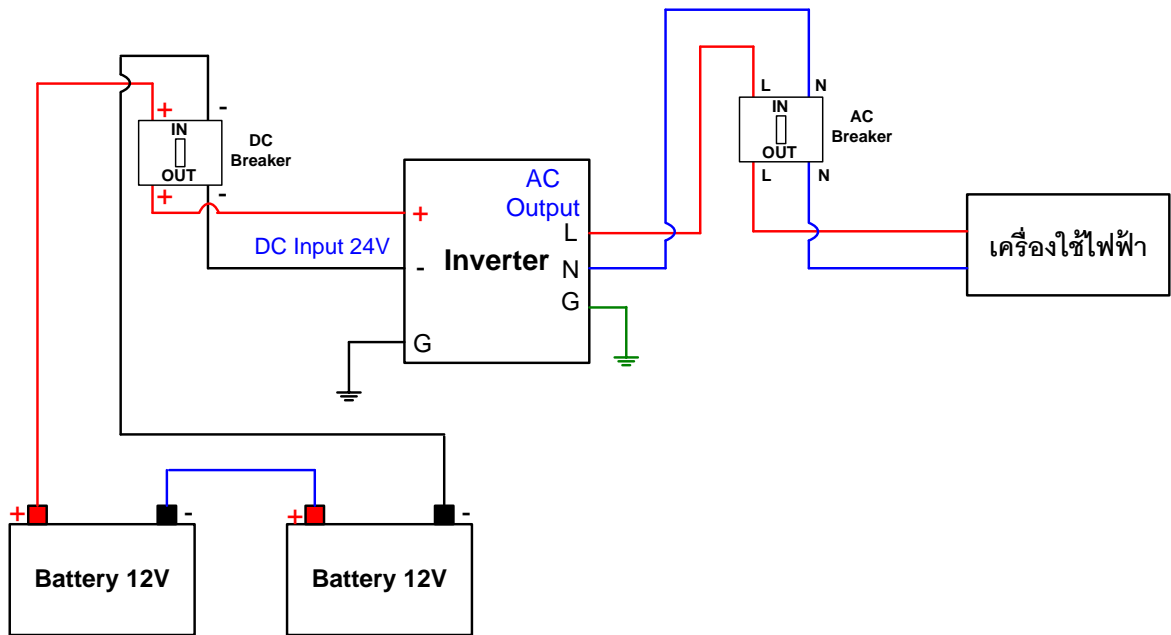 + -
IN
OUT
+ -
DC
Breaker
DC Input 24V
+
-
G
Inverter
AC
Output
L
N
G
L N
IN
OUT
L N
AC
Breaker
เครื่องใช้ไฟฟ้า
+ -
Battery 12V
+ -
Battery 12V